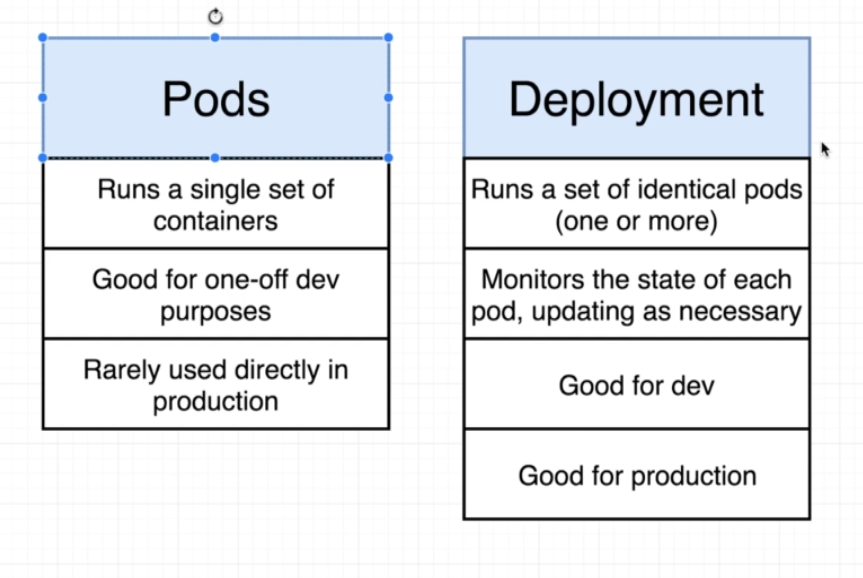 Pods
Runs a single set of
containers
Good for one-off dev
purposes
Rarely used directly in
production
Deployment
Runs a set of identical pods
(one or more)
Monitors the state of each
pod, updating as necessary
Good for dev
Good for production